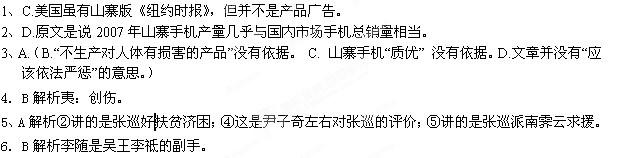 1、C.美国虽有山寨版《纽约时报》，但并不是产品广告。
2、D.原文是说 2007 年山寨手机产量几乎与国内市场手机总销量相当。
3、A.（B.“不生产对人体有损害的产品”没有依据。 C. 山寨手机“质优” 没有依据。D.文章并没有“应
该依法严惩”的意思。）
4．B 解析夷：创伤。
5、A 解析②讲的是张巡好扶贫济困；④这是尹子奇左右对张巡的评价；⑤讲的是张巡派南霁云求援。
6．B 解析李随是吴王李祗的副手。